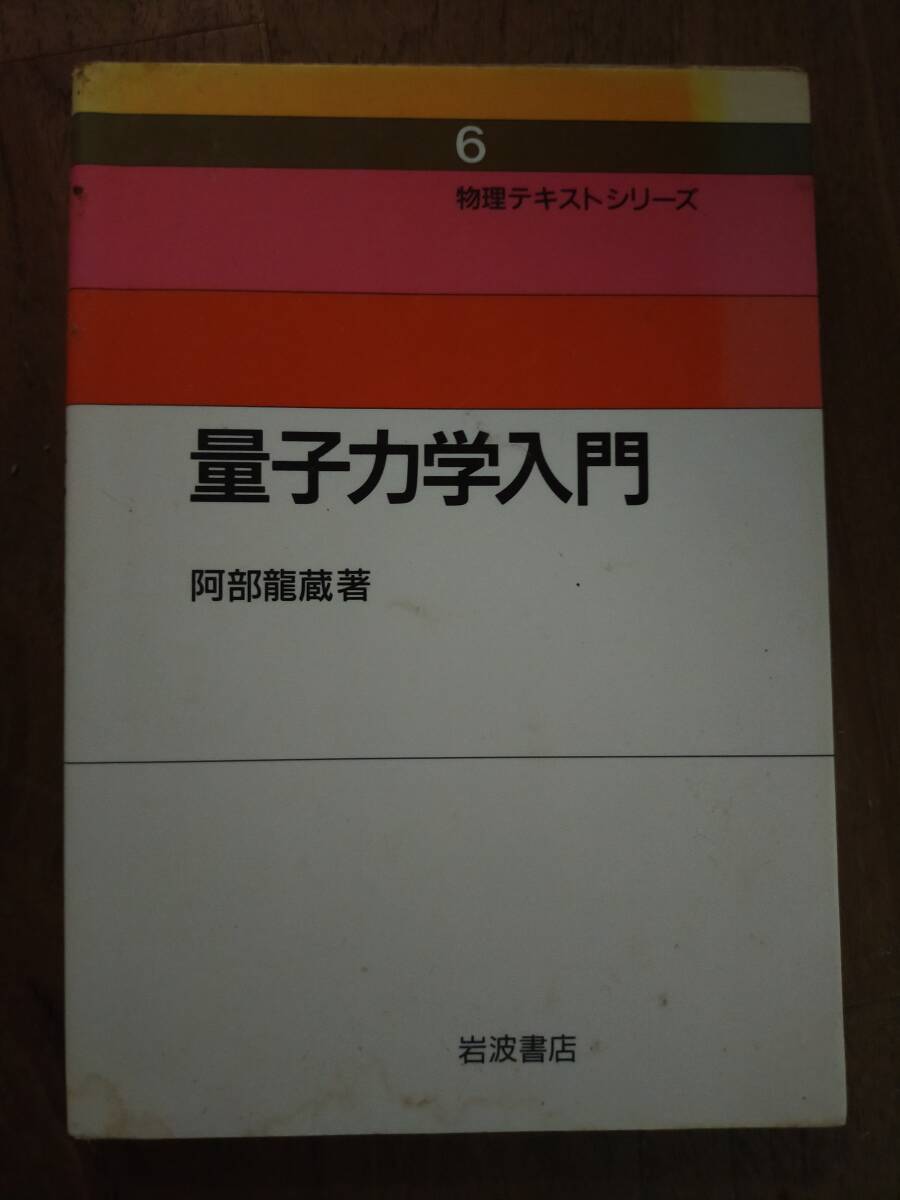 6
物理テキストシリーズ
量子力学入門
阿部龍蔵著
岩波書店